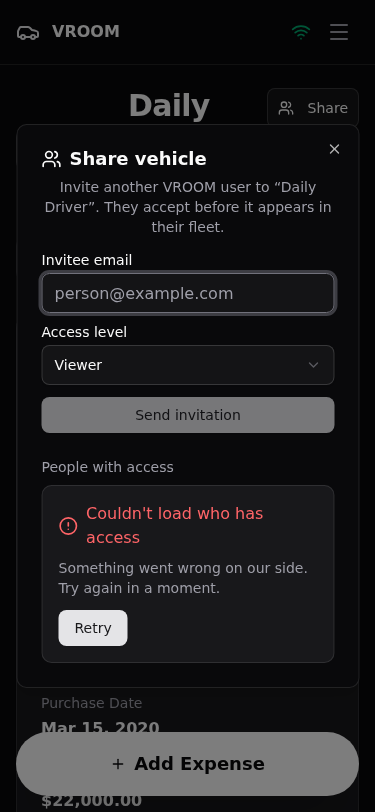 VROOM
Daily
Share
Share vehicle
Invite another VROOM user to “Daily
Driver”. They accept before it appears in
their fleet.
Invitee email
person@example.com
Access level
Viewer
Send invitation
People with access
Couldn't load who has
access
Something went wrong on our side.
Try again in a moment.
Retry
Purchase Date
Mar 15, 2020
+ Add Expense
$22,000.00